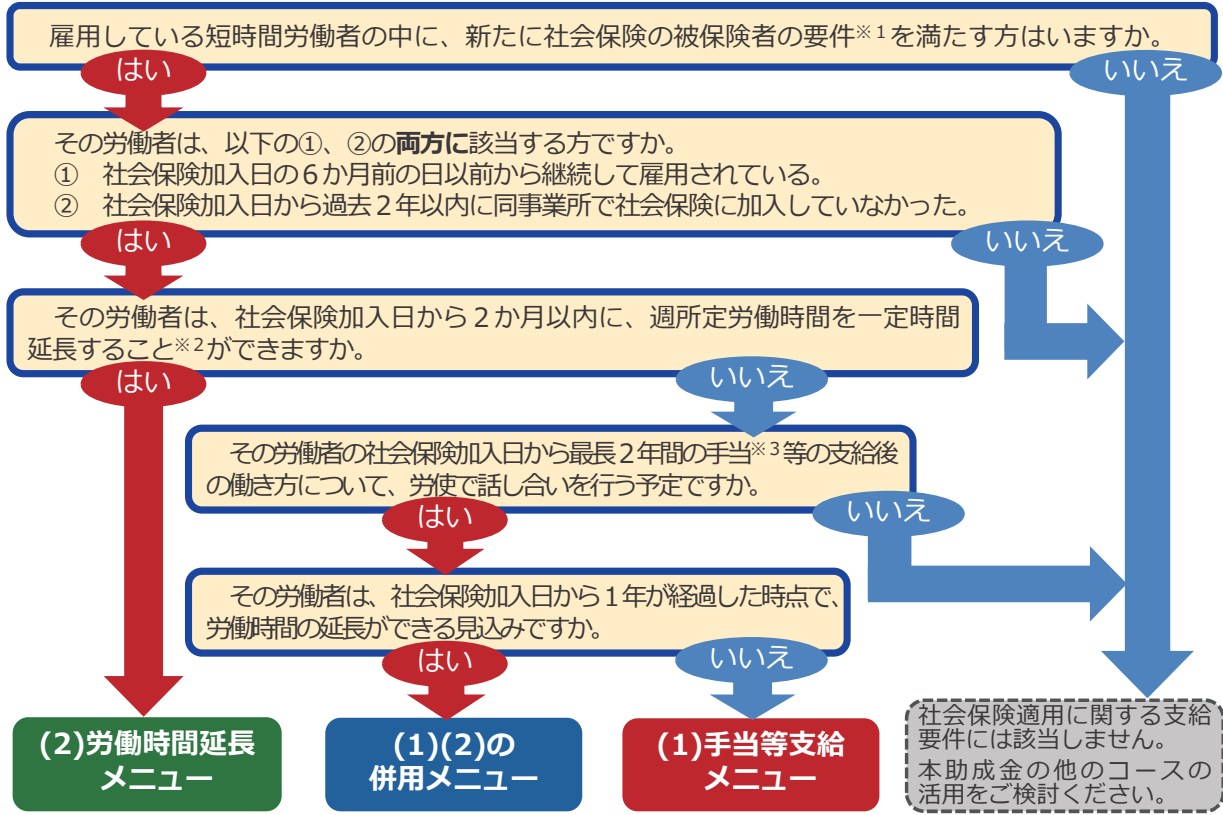 雇用している短時間労働者の中に、新たに社会保険の被保険者の要件※1を満たす方はいますか。
はい
いいえ
その労働者は、以下の①、②の両方に該当する方ですか。
① 社会保険加入日の6か月前の日以前から継続して雇用されている。
② 社会保険加入日から過去2年以内に同事業所で社会保険に加入していなかった。
はい
いいえ
その労働者は、社会保険加入日から2か月以内に、週所定労働時間を一定時間
延長すること※2ができますか。
はい
いいえ
その労働者の社会保険加入日から最長2年間の手当※3等の支給後
の働き方について、労使で話し合いを行う予定ですか。
はい
いいえ
その労働者は、社会保険加入日から1年が経過した時点で、
労働時間の延長ができる見込みですか。
はい
いいえ
(2)労働時間延長
メニュー
(1)(2)の
併用メニュー
(1)手当等支給
メニュー
社会保険適用に関する支給
要件には該当しません。
本助成金の他のコースの
活用をご検討ください。